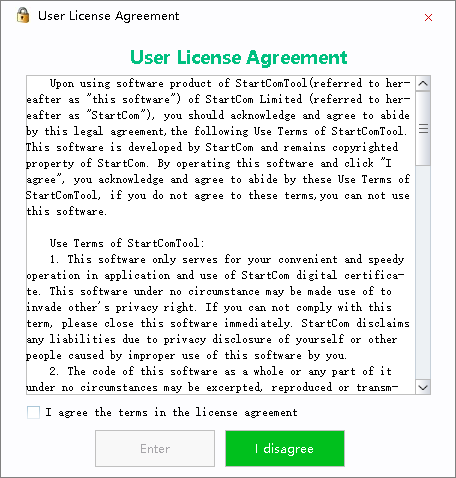 User License Agreement
User License Agreement
Upon using software product of StartComTool(referred to her-
eafter as "this software") of StartCom Limited (referred to her-
eafter as "StartCom"), you should acknowledge and agree to abide
by this legal agreement,the following Use Terms of StartComTool.
This software is developed by StartCom and remains copyrighted
property of StartCom. By operating this software and click "I
agree", you acknowledge and agree to abide by these Use Terms of
StartComTool, if you do not agree to these terms,you can not use
this software.
Use Terms of StartComTool:
1. This software only serves for your convenient and speedy
operation in application and use of StartCom digital certifica-
te. This software under no circumstance may be made use of to
invade other's privacy right. If you can not comply with this
term, please close this software immediately. StartCom disclaims
any liabilities due to privacy disclosure of yourself or other
people caused by improper use of this software by you.
2. The code of this software as a whole or any part of it
under no circumstances may be excerpted, reproduced or transm-
I agree the terms in the license agreement
Enter
I disagree